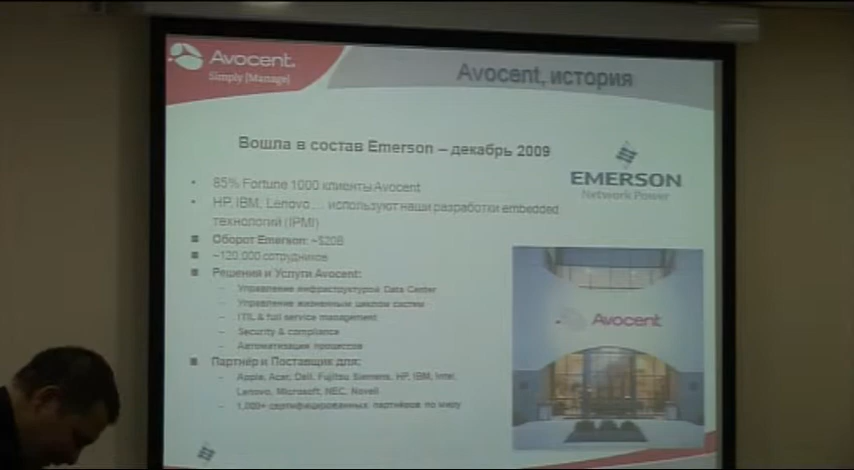 Avocent.
Simply [Manage]
Avocent, история
Вошла в состав Emerson – декабрь 2009
EMERSON
Network Power
• 85% Fortune 1000 клиенты Avocent
• HP, IBM, Lenovo… используют наши разработки embedded
технологий (IPMI)
■ Оборот Emerson: ~$20B
■ ~120.000 сотрудников
■ Решения и Услуги Avocent:
– Управление инфраструктурой Data Center
– Управление жизненным циклом систем
– ITIL & full service management
– Security & compliance
– Автоматизация процессов
■ Партнёр и Поставщик для:
– Apple, Acer, Dell, Fujitsu Siemens, HP, IBM, Intel,
Lenovo, Microsoft, NEC, Novell
– 1,000+ сертифицированных партнёров по миру
Avocent